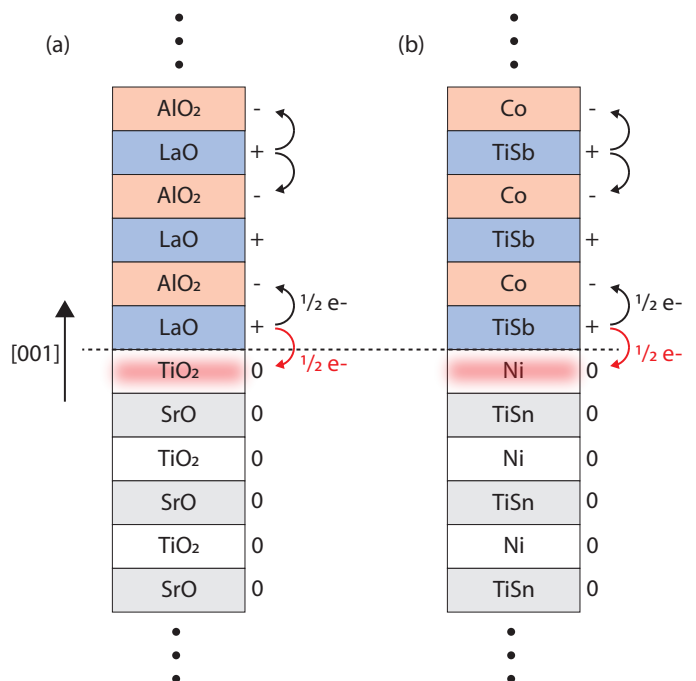 (a)
AlO₂ -
LaO +
AlO₂ -
LaO +
AlO₂ -
½ e-
LaO +
½ e-
TiO₂ 0
SrO 0
TiO₂ 0
SrO 0
TiO₂ 0
SrO 0
[001]
(b)
Co -
TiSb +
Co -
TiSb +
Co -
½ e-
TiSb +
½ e-
Ni 0
TiSn 0
Ni 0
TiSn 0
Ni 0
TiSn 0